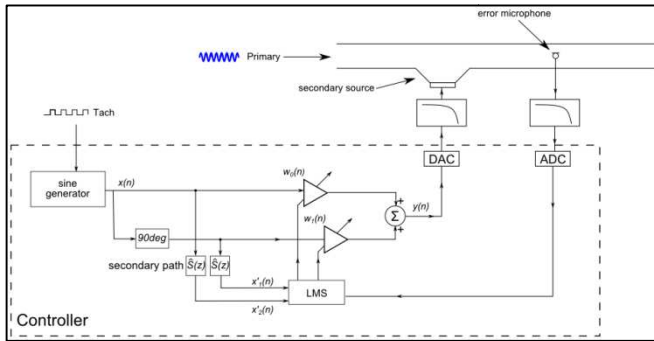 error microphone
Primary
secondary source
Tach
DAC
ADC
sine
generator
x(n)
w₀(n)
w₁(n)
Σ
+
+
y(n)
90deg
secondary path
Ŝ(z)
Ŝ(z)
x'₁(n)
x'₂(n)
LMS
Controller